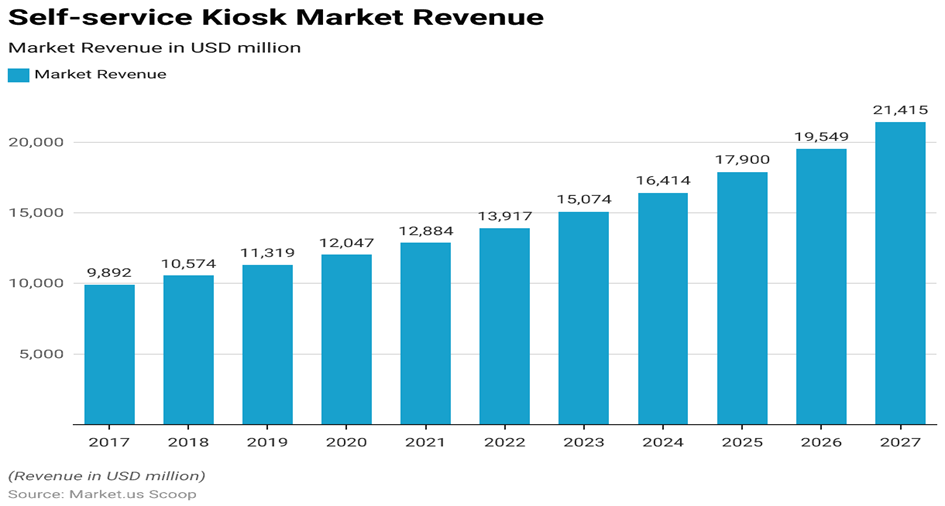 Self-service Kiosk Market Revenue
Market Revenue in USD million
Market Revenue
21,415
20,000
19,549
17,900
16,414
15,074
15,000
13,917
12,884
12,047
11,319
10,574
9,892
10,000
5,000
2017 2018 2019 2020 2021 2022 2023 2024 2025 2026 2027
(Revenue in USD million)
Source: Market.us Scoop